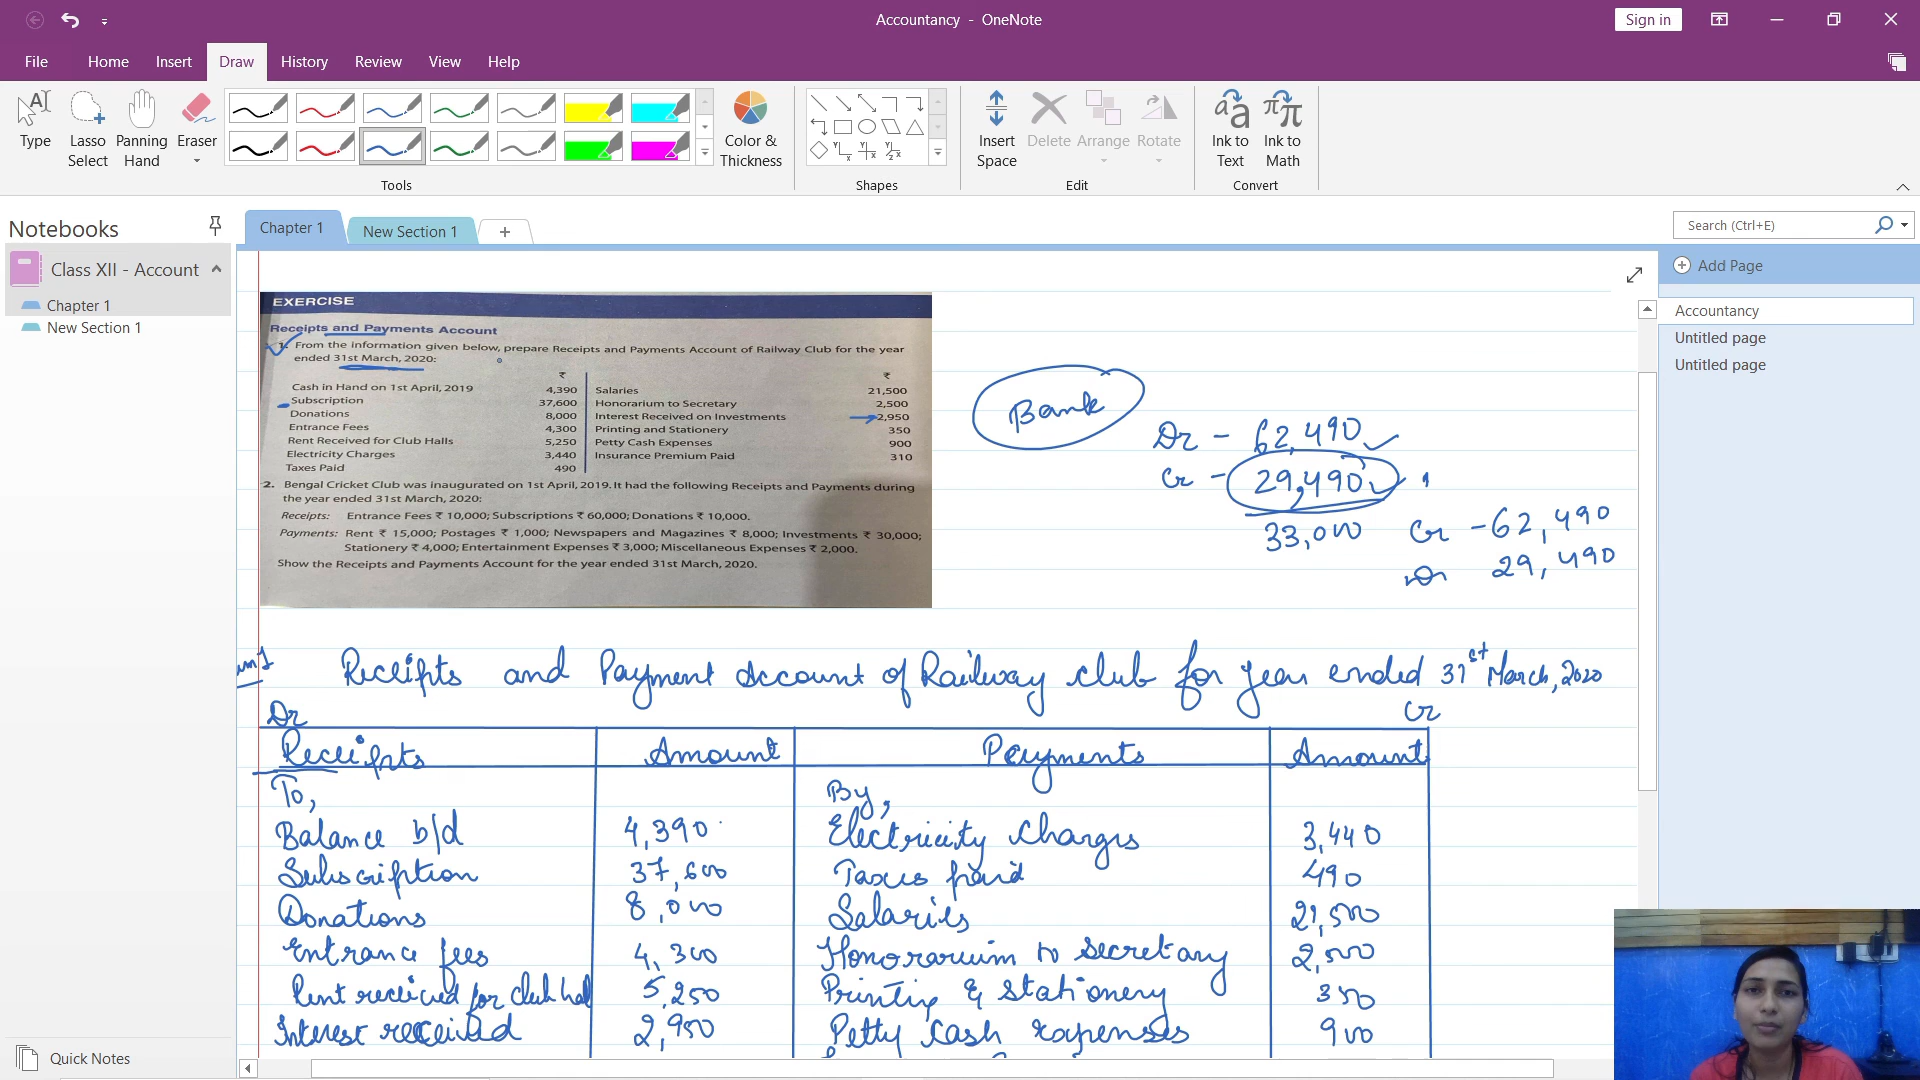 Accountancy - OneNote
Sign in
File Home Insert Draw History Review View Help
Type
Lasso Select
Panning Hand
Eraser
Color & Thickness
Insert Space
Delete
Arrange
Rotate
Ink to Text
Ink to Math
Tools
Shapes
Edit
Convert
Notebooks
Class XII - Account
Chapter 1
New Section 1
Quick Notes
Chapter 1 New Section 1
Search (Ctrl+E)
Add Page
Accountancy
Untitled page
Untitled page
EXERCISE
Receipts and Payments Account
1. From the information given below, prepare Receipts and Payments Account of Railway Club for the year
ended 31st March, 2020:
₹ ₹
Cash in Hand on 1st April, 2019 4,390 Salaries 21,500
Subscription 37,600 Honorarium to Secretary 2,500
Donations 8,000 Interest Received on Investments 2,950
Entrance Fees 4,300 Printing and Stationery 350
Rent Received for Club Halls 5,250 Petty Cash Expenses 900
Electricity Charges 3,440 Insurance Premium Paid 310
Taxes Paid 490
2. Bengal Cricket Club was inaugurated on 1st April, 2019. It had the following Receipts and Payments during
the year ended 31st March, 2020:
Receipts: Entrance Fees ₹ 10,000; Subscriptions ₹ 60,000; Donations ₹ 10,000.
Payments: Rent ₹ 15,000; Postages ₹ 1,000; Newspapers and Magazines ₹ 8,000; Investments ₹ 30,000;
Stationery ₹ 4,000; Entertainment Expenses ₹ 3,000; Miscellaneous Expenses ₹ 2,000.
Show the Receipts and Payments Account for the year ended 31st March, 2020.
Bank
Dr - 62,490
Cr - 29,490
33,000
Cr - 62,490
Dr 29,490
Receipts and Payment Account of Railway club for year ended 31st March, 2020
Dr Cr
Receipts Amount Payments Amount
To, By,
Balance b/d 4,390 Electricity Charges 3,440
Subscription 37,600 Taxes paid 490
Donations 8,000 Salaries 21,500
Entrance fees 4,300 Honorarium to secretary 2,500
Rent received for club hall 5,250 Printing & stationery 350
Interest received 2,950 Petty cash expenses 900